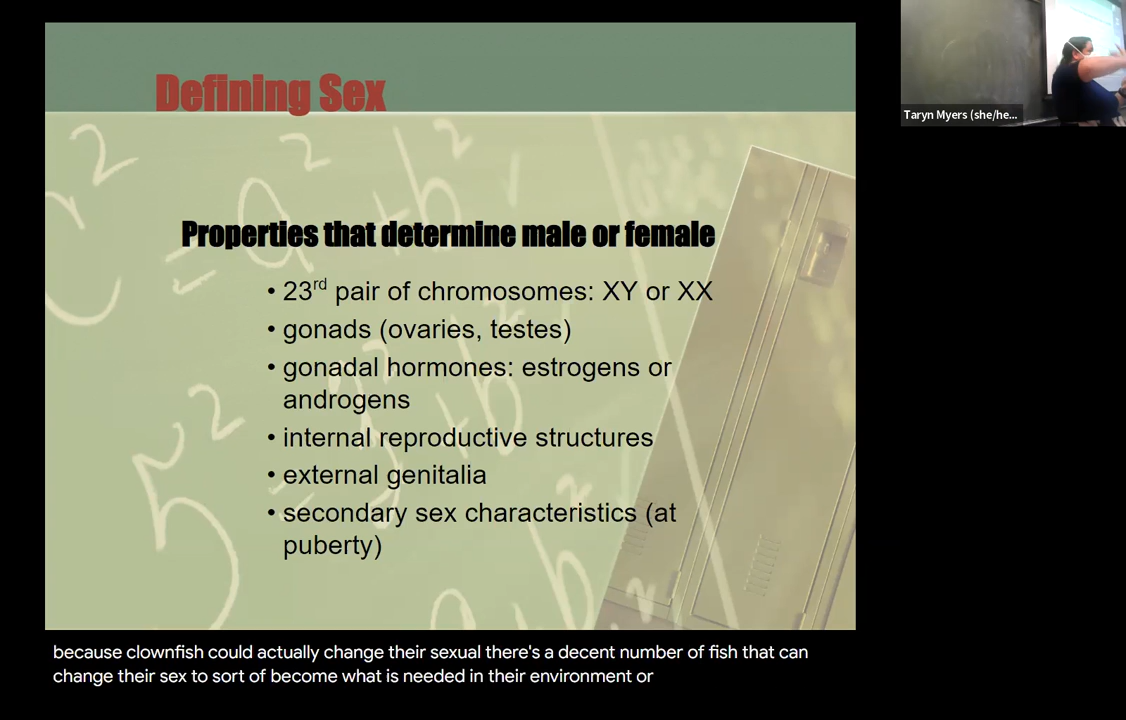 Defining Sex
Taryn Myers (she/he...
Properties that determine male or female
• 23rd pair of chromosomes: XY or XX
• gonads (ovaries, testes)
• gonadal hormones: estrogens or
androgens
• internal reproductive structures
• external genitalia
• secondary sex characteristics (at
puberty)
because clownfish could actually change their sexual there's a decent number of fish that can
change their sex to sort of become what is needed in their environment or